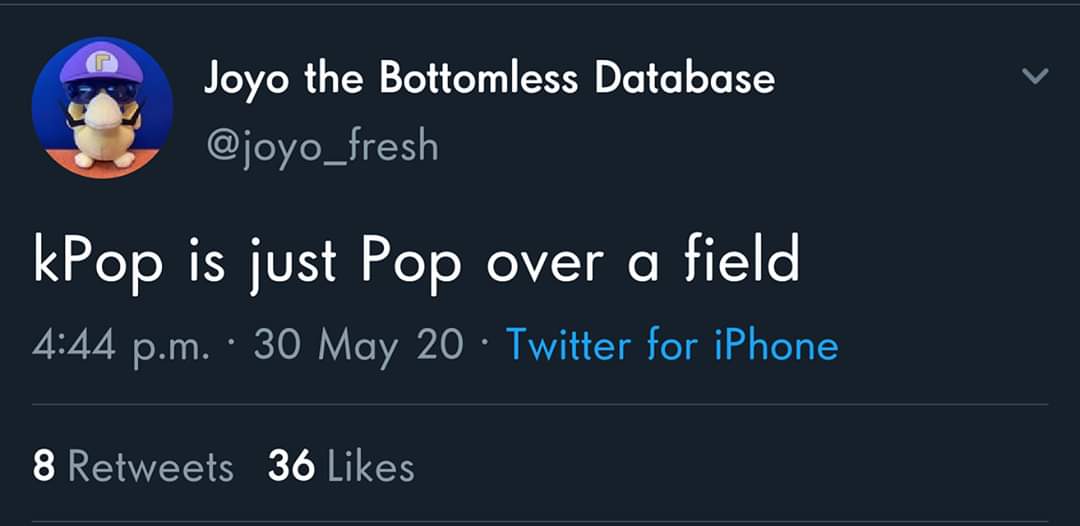 Joyo the Bottomless Database
@joyo_fresh
kPop is just Pop over a field
4:44 p.m. · 30 May 20 · Twitter for iPhone
8 Retweets 36 Likes